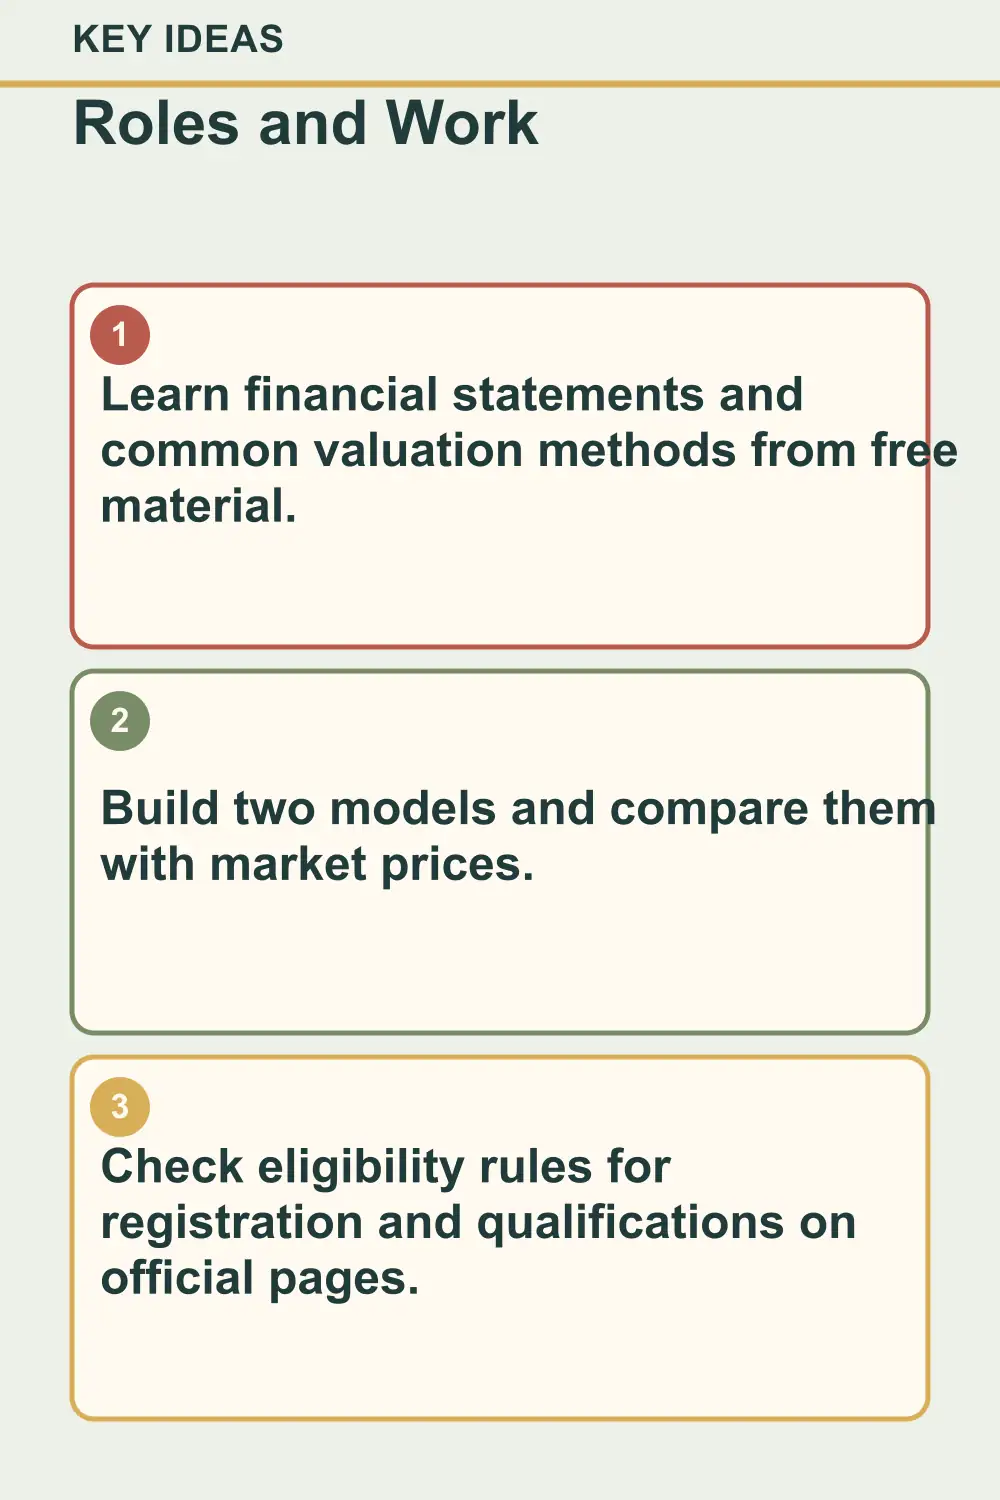 KEY IDEAS
Roles and Work
1
Learn financial statements and
common valuation methods from free
material.
2
Build two models and compare them
with market prices.
3
Check eligibility rules for
registration and qualifications on
official pages.